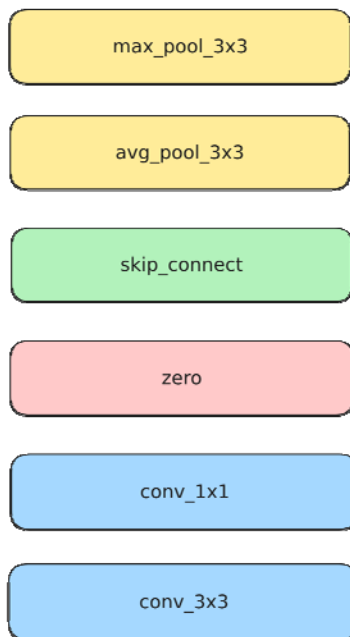 max_pool_3x3
avg_pool_3x3
skip_connect
zero
conv_1x1
conv_3x3